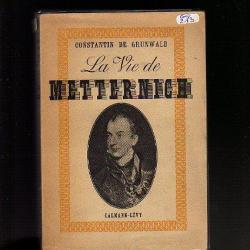 CONSTANTIN DE GRUNWALD
La Vie de
METTERNICH
CALMANN-LÉVY